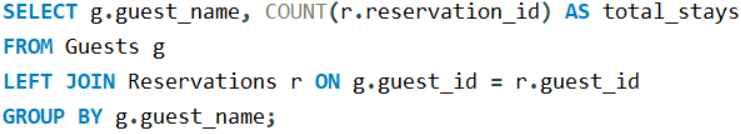 SELECT g.guest_name, COUNT(r.reservation_id) AS total_stays
FROM Guests g
LEFT JOIN Reservations r ON g.guest_id = r.guest_id
GROUP BY g.guest_name;